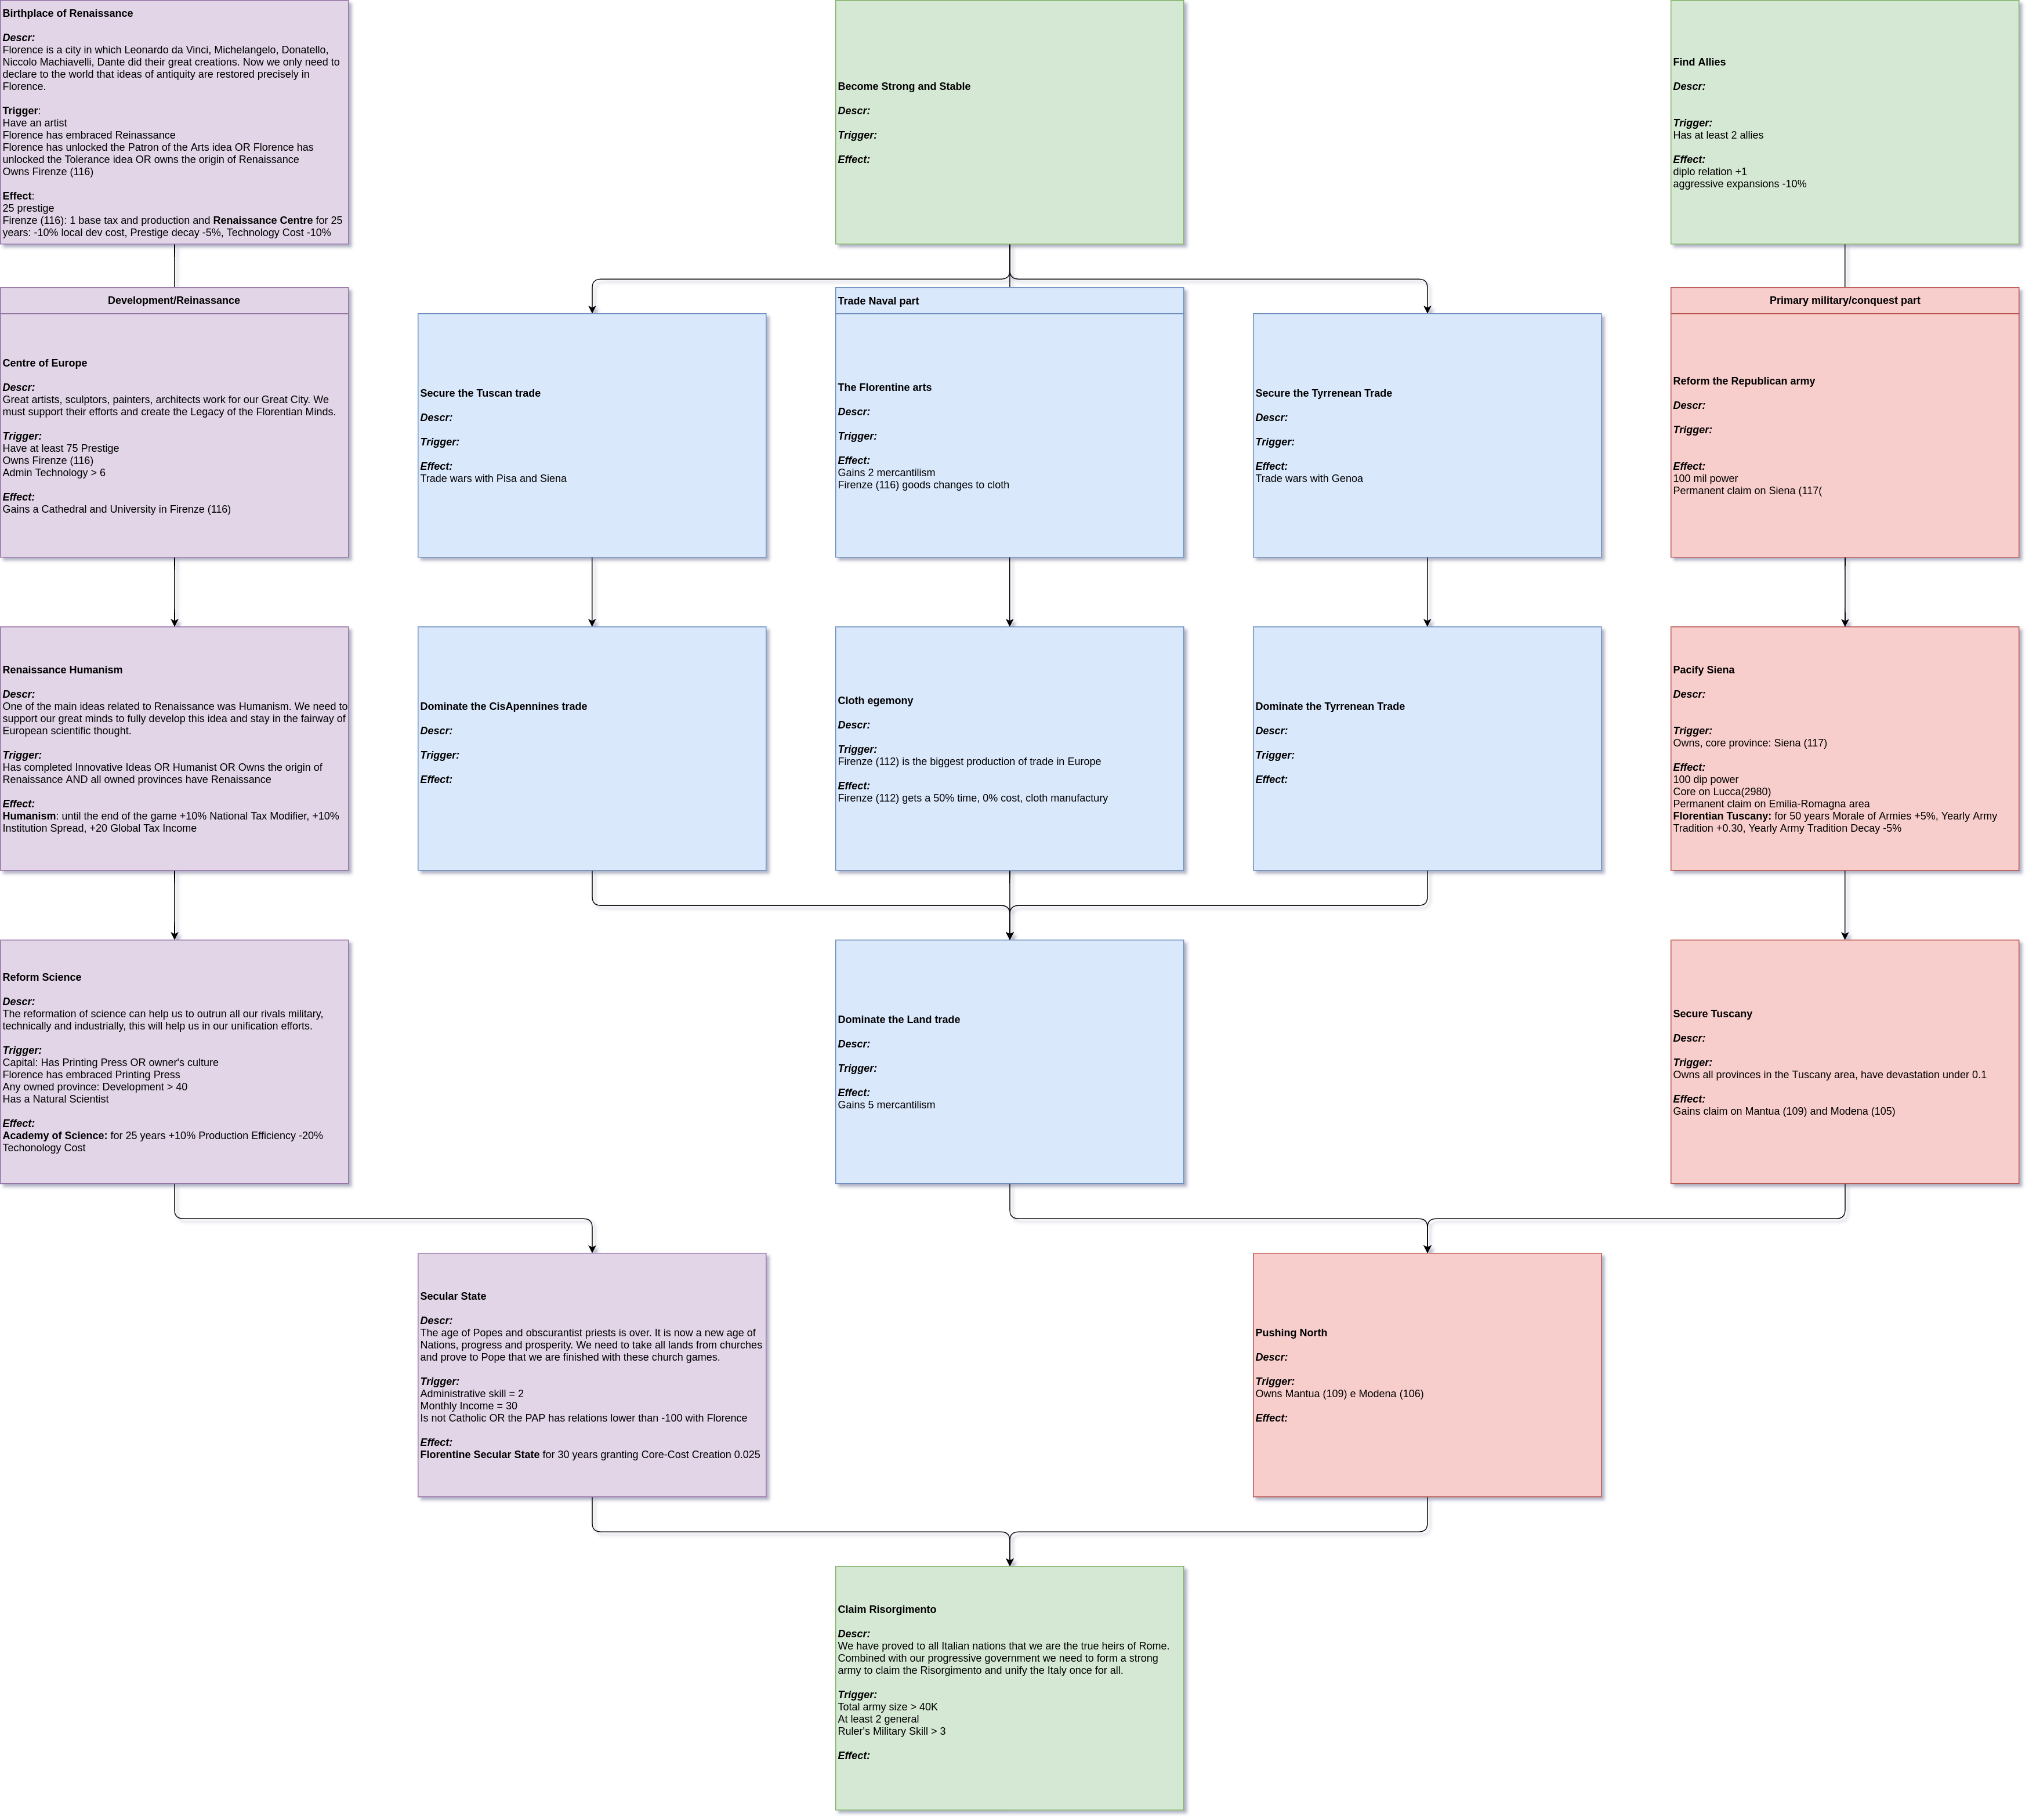 Birthplace of Renaissance
Descr:
Florence is a city in which Leonardo da Vinci, Michelangelo, Donatello,
Niccolo Machiavelli, Dante did their great creations. Now we only need to
declare to the world that ideas of antiquity are restored precisely in
Florence.
Trigger:
Have an artist
Florence has embraced Reinassance
Florence has unlocked the Patron of the Arts idea OR Florence has
unlocked the Tolerance idea OR owns the origin of Renaissance
Owns Firenze (116)
Effect:
25 prestige
Firenze (116): 1 base tax and production and Renaissance Centre for 25
years: -10% local dev cost, Prestige decay -5%, Technology Cost -10%
Become Strong and Stable
Descr:
Trigger:
Effect:
Find Allies
Descr:
Trigger:
Has at least 2 allies
Effect:
diplo relation +1
aggressive expansions -10%
Development/Reinassance
Centre of Europe
Descr:
Great artists, sculptors, painters, architects work for our Great City. We
must support their efforts and create the Legacy of the Florentian Minds.
Trigger:
Have at least 75 Prestige
Owns Firenze (116)
Admin Technology > 6
Effect:
Gains a Cathedral and University in Firenze (116)
Secure the Tuscan trade
Descr:
Trigger:
Effect:
Trade wars with Pisa and Siena
Trade Naval part
The Florentine arts
Descr:
Trigger:
Effect:
Gains 2 mercantilism
Firenze (116) goods changes to cloth
Secure the Tyrrenean Trade
Descr:
Trigger:
Effect:
Trade wars with Genoa
Primary military/conquest part
Reform the Republican army
Descr:
Trigger:
Effect:
100 mil power
Permanent claim on Siena (117(
Renaissance Humanism
Descr:
One of the main ideas related to Renaissance was Humanism. We need to
support our great minds to fully develop this idea and stay in the fairway of
European scientific thought.
Trigger:
Has completed Innovative Ideas OR Humanist OR Owns the origin of
Renaissance AND all owned provinces have Renaissance
Effect:
Humanism: until the end of the game +10% National Tax Modifier, +10%
Institution Spread, +20 Global Tax Income
Dominate the CisApennines trade
Descr:
Trigger:
Effect:
Cloth egemony
Descr:
Trigger:
Firenze (112) is the biggest production of trade in Europe
Effect:
Firenze (112) gets a 50% time, 0% cost, cloth manufactury
Dominate the Tyrrenean Trade
Descr:
Trigger:
Effect:
Pacify Siena
Descr:
Trigger:
Owns, core province: Siena (117)
Effect:
100 dip power
Core on Lucca(2980)
Permanent claim on Emilia-Romagna area
Florentian Tuscany: for 50 years Morale of Armies +5%, Yearly Army
Tradition +0.30, Yearly Army Tradition Decay -5%
Reform Science
Descr:
The reformation of science can help us to outrun all our rivals military,
technically and industrially, this will help us in our unification efforts.
Trigger:
Capital: Has Printing Press OR owner's culture
Florence has embraced Printing Press
Any owned province: Development > 40
Has a Natural Scientist
Effect:
Academy of Science: for 25 years +10% Production Efficiency -20%
Techonology Cost
Dominate the Land trade
Descr:
Trigger:
Effect:
Gains 5 mercantilism
Secure Tuscany
Descr:
Trigger:
Owns all provinces in the Tuscany area, have devastation under 0.1
Effect:
Gains claim on Mantua (109) and Modena (105)
Secular State
Descr:
The age of Popes and obscurantist priests is over. It is now a new age of
Nations, progress and prosperity. We need to take all lands from churches
and prove to Pope that we are finished with these church games.
Trigger:
Administrative skill = 2
Monthly Income = 30
Is not Catholic OR the PAP has relations lower than -100 with Florence
Effect:
Florentine Secular State for 30 years granting Core-Cost Creation 0.025
Pushing North
Descr:
Trigger:
Owns Mantua (109) e Modena (106)
Effect:
Claim Risorgimento
Descr:
We have proved to all Italian nations that we are the true heirs of Rome.
Combined with our progressive government we need to form a strong
army to claim the Risorgimento and unify the Italy once for all.
Trigger:
Total army size > 40K
At least 2 general
Ruler's Military Skill > 3
Effect: